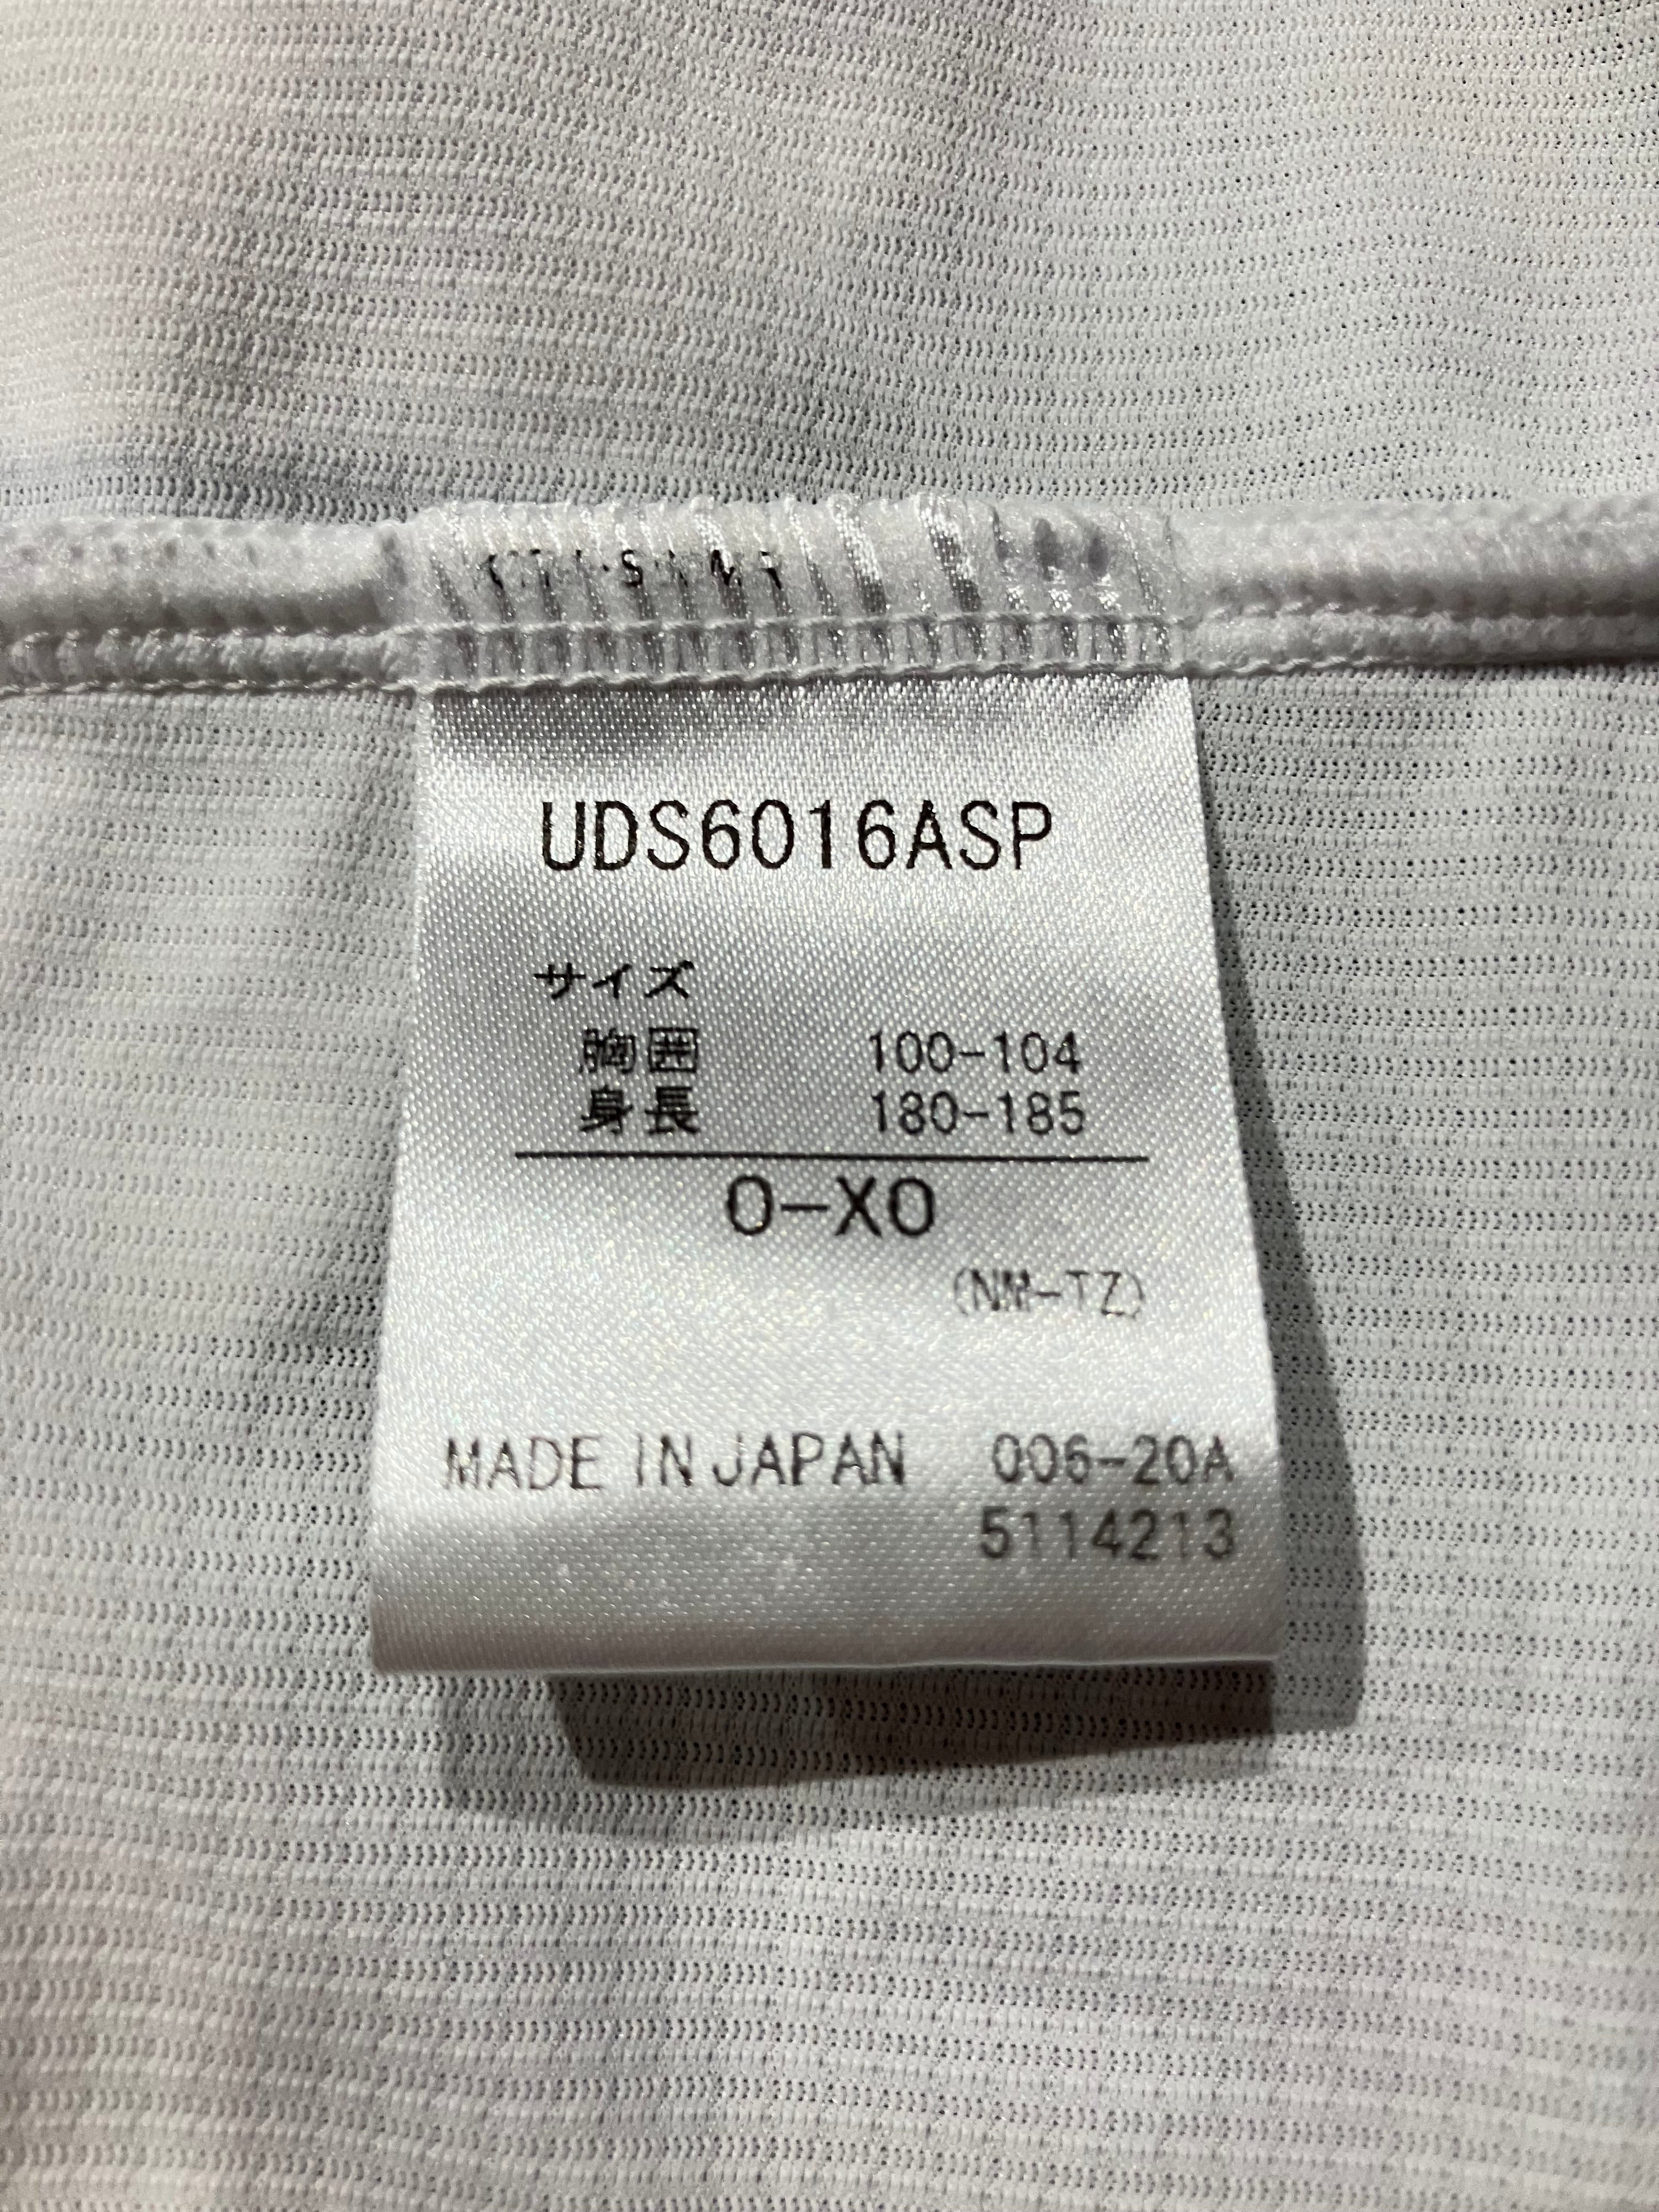 UDS6016ASP
サイズ
胸囲 100-104
身長 180-185
O-XO
(NM-TZ)
MADE IN JAPAN 006-20A
5114213